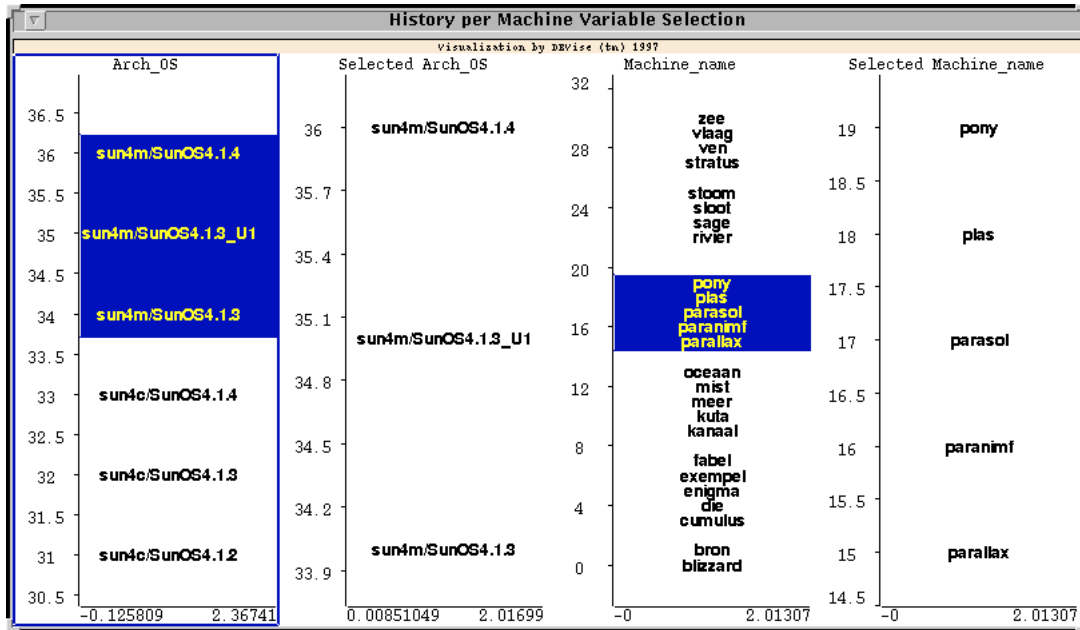 History per Machine Variable Selection
Visualization by DEVise (tm) 1997
Arch_OS
36.5
36
35.5
35
34.5
34
33.5
33
32.5
32
31.5
31
30.5
sun4m/SunOS4.1.4
sun4m/SunOS4.1.3_U1
sun4m/SunOS4.1.3
sun4c/SunOS4.1.4
sun4c/SunOS4.1.3
sun4c/SunOS4.1.2
-0.125809 2.36741
Selected Arch_OS
36
35.7
35.4
35.1
34.8
34.5
34.2
33.9
sun4m/SunOS4.1.4
sun4m/SunOS4.1.3_U1
sun4m/SunOS4.1.3
0.00851049 2.01699
Machine_name
32
28
24
20
16
12
8
4
0
zee
vlaag
ven
stratus
stoom
sloot
sage
rivier
pony
plas
parasol
paranimf
parallax
oceaan
mist
meer
kuta
kanaal
fabel
exempel
enigma
die
cumulus
bron
blizzard
-0 2.01307
Selected Machine_name
19
18.5
18
17.5
17
16.5
16
15.5
15
14.5
pony
plas
parasol
paranimf
parallax
-0 2.01307